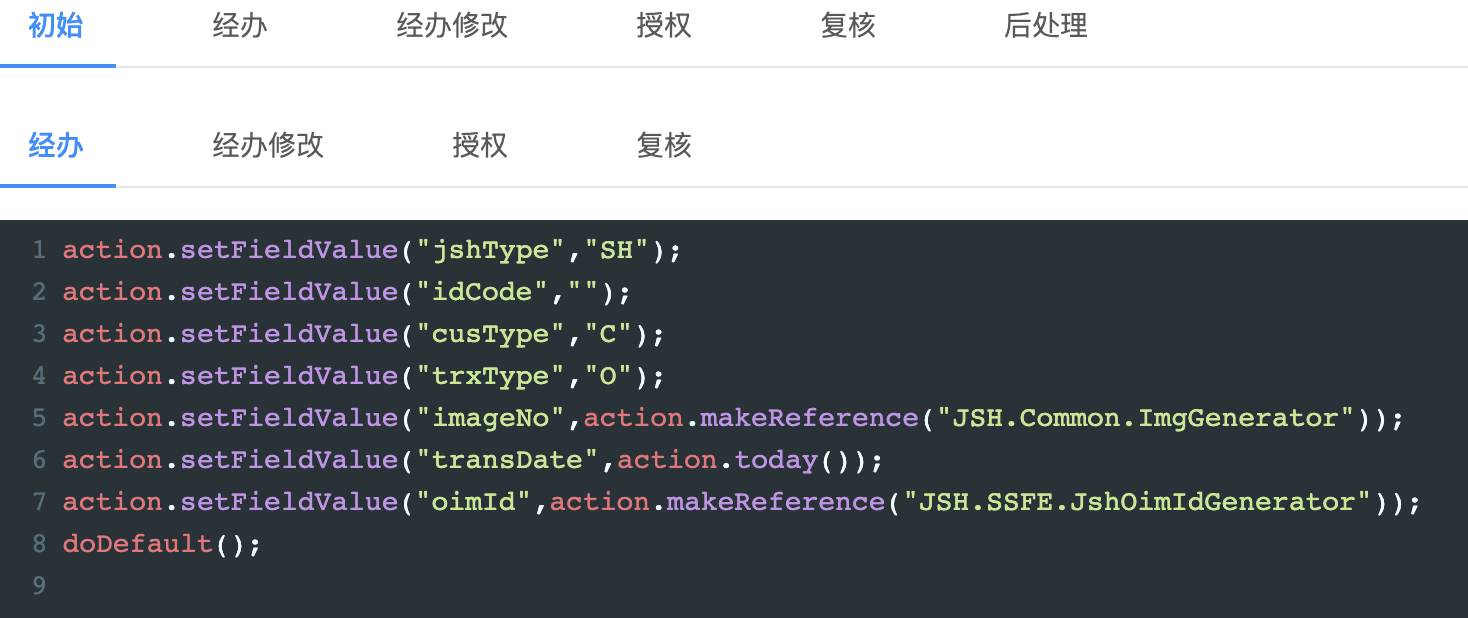 初始 经办 经办修改 授权 复核 后处理
经办 经办修改 授权 复核
1 action.setFieldValue("jshType","SH");
2 action.setFieldValue("idCode","");
3 action.setFieldValue("cusType","C");
4 action.setFieldValue("trxType","O");
5 action.setFieldValue("imageNo",action.makeReference("JSH.Common.ImgGenerator"));
6 action.setFieldValue("transDate",action.today());
7 action.setFieldValue("oimId",action.makeReference("JSH.SSFE.JshOimIdGenerator"));
8 doDefault();
9